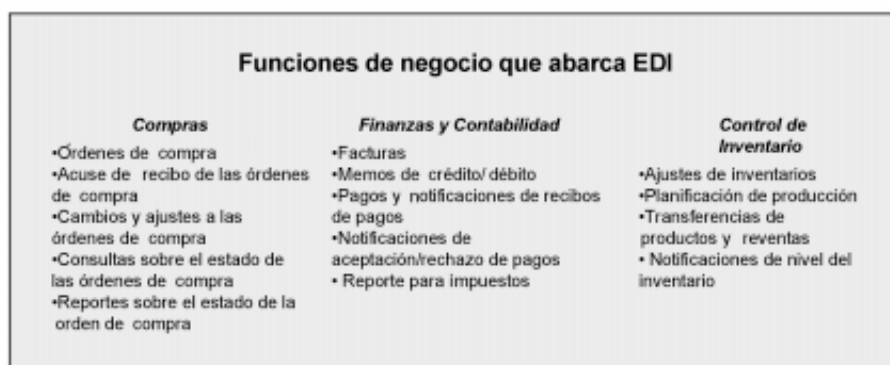 Funciones de negocio que abarca EDI
Compras
•Órdenes de compra
•Acuse de recibo de las órdenes
de compra
•Cambios y ajustes a las
órdenes de compra
•Consultas sobre el estado de
las órdenes de compra
•Reportes sobre el estado de la
orden de compra
Finanzas y Contabilidad
•Facturas
•Memos de crédito/ débito
•Pagos y notificaciones de recibos
de pagos
•Notificaciones de
aceptación/rechazo de pagos
• Reporte para impuestos
Control de
Inventario
•Ajustes de inventarios
•Planificación de producción
•Transferencias de
productos y reventas
• Notificaciones de nivel del
inventario